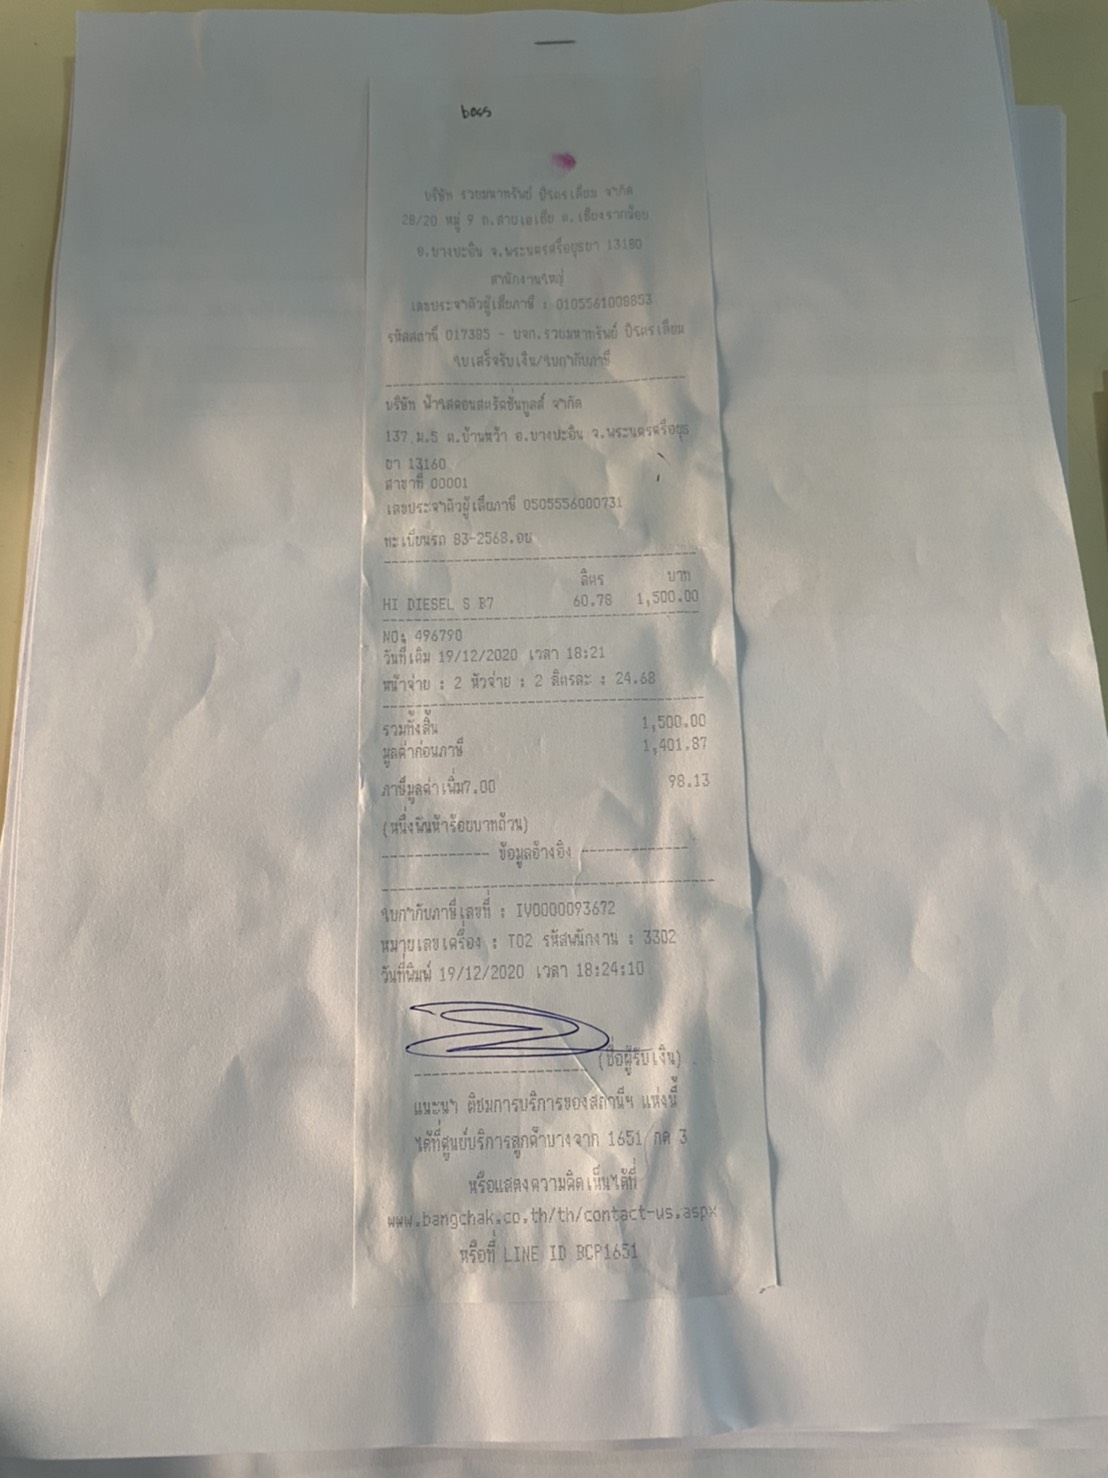 boss
บริษัท รวยมหาทรัพย์ ปิโตรเลียม จำกัด
28/20 หมู่ 9 ถ.สายเอเซีย ต.เชียงรากน้อย
อ.บางปะอิน จ.พระนครศรีอยุธยา 13180
สำนักงานใหญ่
เลขประจำตัวผู้เสียภาษี : 0105561008853
รหัสสถานี 017385 - บจก.รวยมหาทรัพย์ ปิโตรเลียม
ใบเสร็จรับเงิน/ใบกำกับภาษี
บริษัท ฟ้าใสคอนสตรัคชั่นทูลส์ จำกัด
137 ม.5 ต.บ้านหว้า อ.บางปะอิน จ.พระนครศรีอยุธ
ยา 13160
สาขาที่ 00001
เลขประจำตัวผู้เสียภาษี 0505556000731
ทะเบียนรถ 83-2568.อบ
ลิตร บาท
HI DIESEL S B7 60.78 1,500.00
NO: 496790
วันที่เติม 19/12/2020 เวลา 18:21
หน้าจ่าย : 2 หัวจ่าย : 2 ลิตรละ : 24.68
รวมทั้งสิ้น 1,500.00
มูลค่าก่อนภาษี 1,401.87
ภาษีมูลค่าเพิ่ม7.00 98.13
(หนึ่งพันห้าร้อยบาทถ้วน)
------------ ข้อมูลอ้างอิง ------------
ใบกำกับภาษีเลขที่ : IV0000093672
หมายเลขเครื่อง : T02 รหัสพนักงาน : 3302
วันที่พิมพ์ 19/12/2020 เวลา 18:24:10
(ชื่อผู้รับเงิน)
แนะนำ ติชมการบริการของสถานีฯ แห่งนี้
ได้ที่ศูนย์บริการลูกค้าบางจาก 1651 กด 3
หรือแสดงความคิดเห็นได้ที่
www.bangchak.co.th/th/contact-us.aspx
หรือที่ LINE ID BCP1651